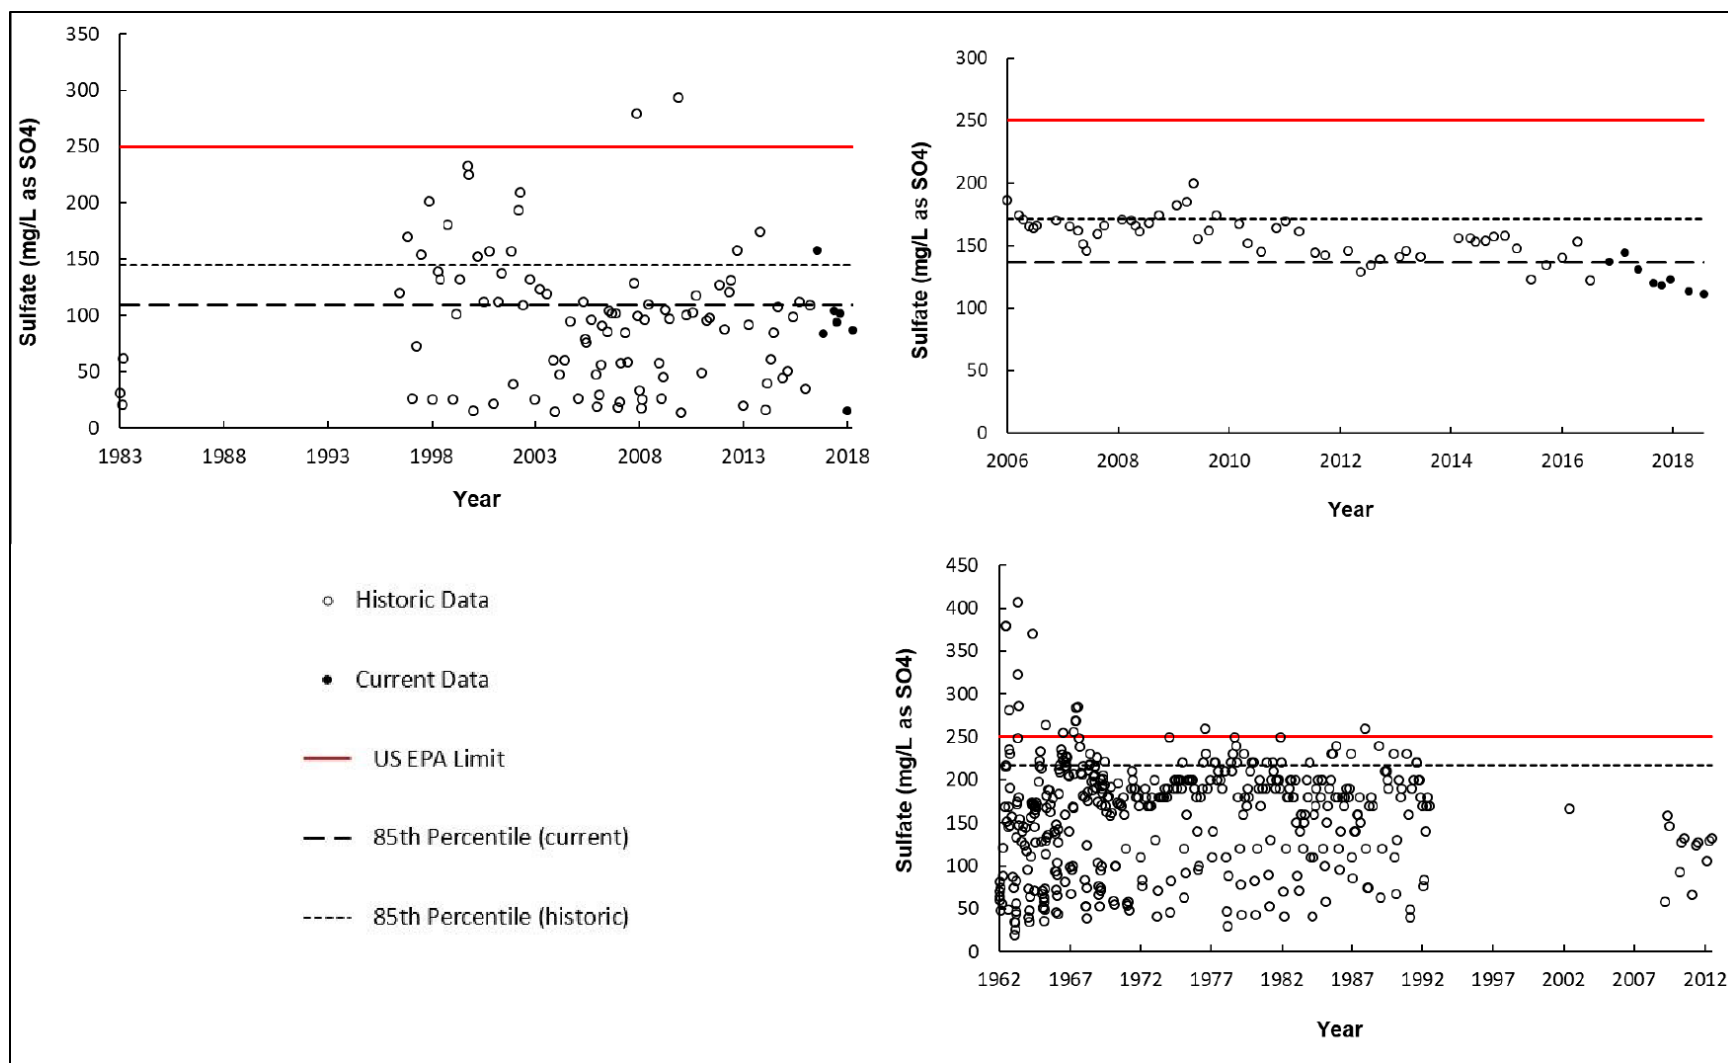 350
300
250
200
150
100
50
0
Sulfate (mg/L as SO4)
1983 1988 1993 1998 2003 2008 2013 2018
Year
300
250
200
150
100
50
0
Sulfate (mg/L as SO4)
2006 2008 2010 2012 2014 2016 2018
Year
Historic Data
Current Data
US EPA Limit
85th Percentile (current)
85th Percentile (historic)
450
400
350
300
250
200
150
100
50
0
Sulfate (mg/L as SO4)
1962 1967 1972 1977 1982 1987 1992 1997 2002 2007 2012
Year